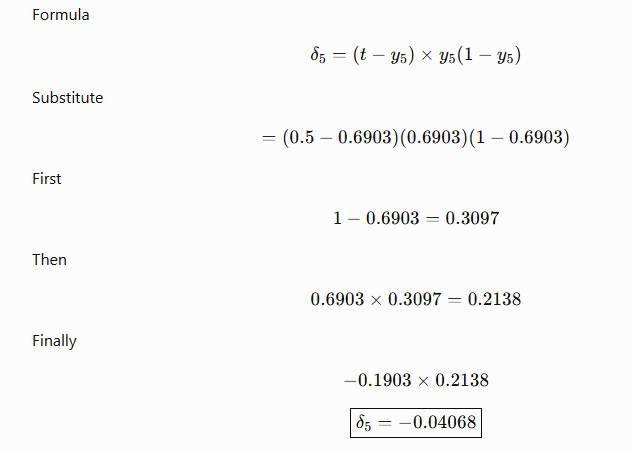 Formula
δ₅ = (t − y₅) × y₅(1 − y₅)
Substitute
= (0.5 − 0.6903)(0.6903)(1 − 0.6903)
First
1 − 0.6903 = 0.3097
Then
0.6903 × 0.3097 = 0.2138
Finally
−0.1903 × 0.2138
δ₅ = −0.04068